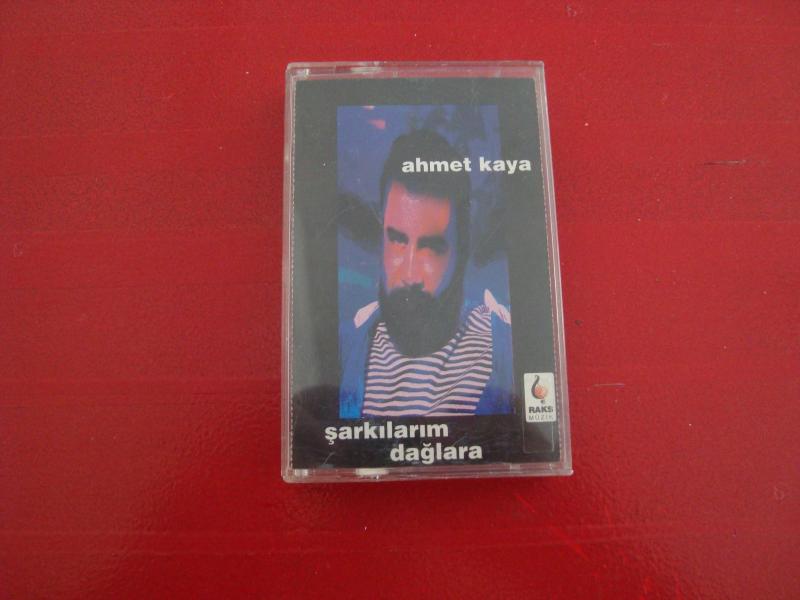 ahmet kaya
şarkılarım
dağlara
RAKS
MÜZİK